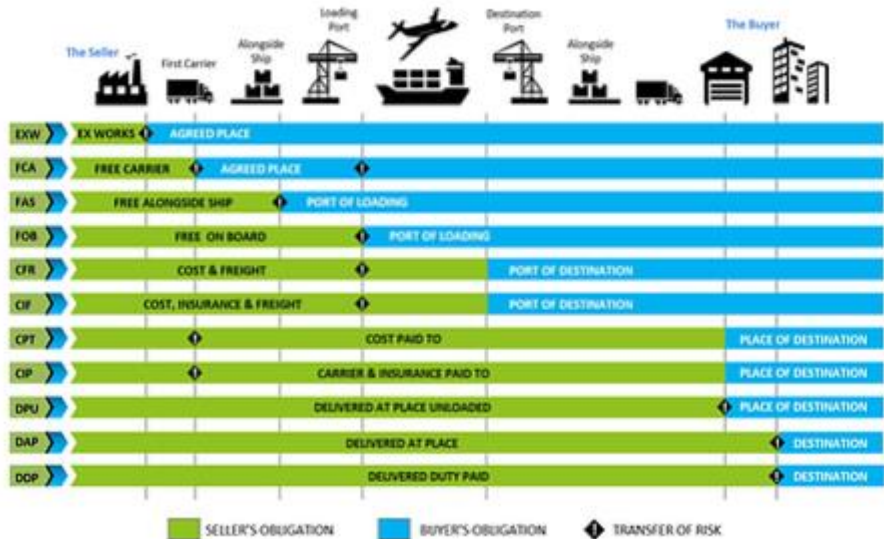 The Seller
First Carrier
Alongside
Ship
Loading
Port
Destination
Port
Alongside
Ship
The Buyer
EXW EX WORKS AGREED PLACE
FCA FREE CARRIER AGREED PLACE
FAS FREE ALONGSIDE SHIP PORT OF LOADING
FOB FREE ON BOARD PORT OF LOADING
CFR COST & FREIGHT PORT OF DESTINATION
CIF COST, INSURANCE & FREIGHT PORT OF DESTINATION
CPT COST PAID TO PLACE OF DESTINATION
CIP CARRIER & INSURANCE PAID TO PLACE OF DESTINATION
DPU DELIVERED AT PLACE UNLOADED PLACE OF DESTINATION
DAP DELIVERED AT PLACE DESTINATION
DDP DELIVERED DUTY PAID DESTINATION
SELLER'S-OBLIGATION BUYER'S-OBLIGATION TRANSFER OF RISK